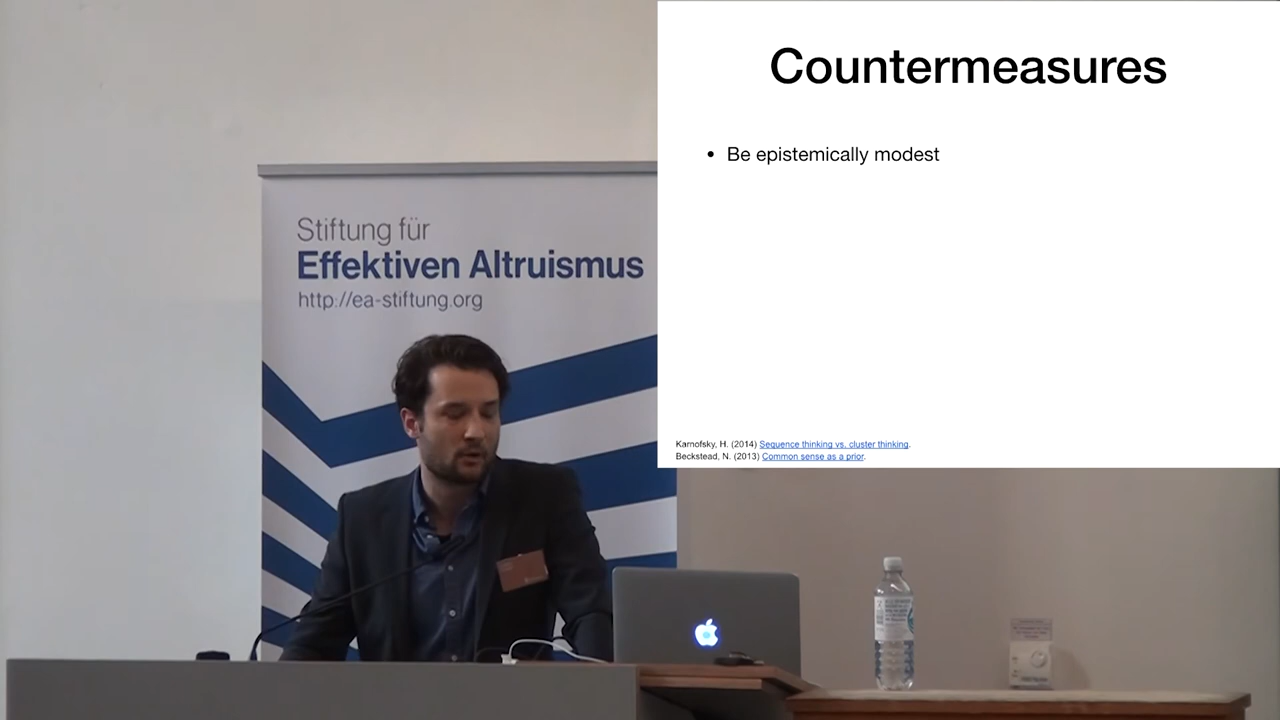 Countermeasures
• Be epistemically modest
Karnofsky, H. (2014) Sequence thinking vs. cluster thinking.
Beckstead, N. (2013) Common sense as a prior.
Stiftung für
Effektiven Altruismus
http://ea-stiftung.org